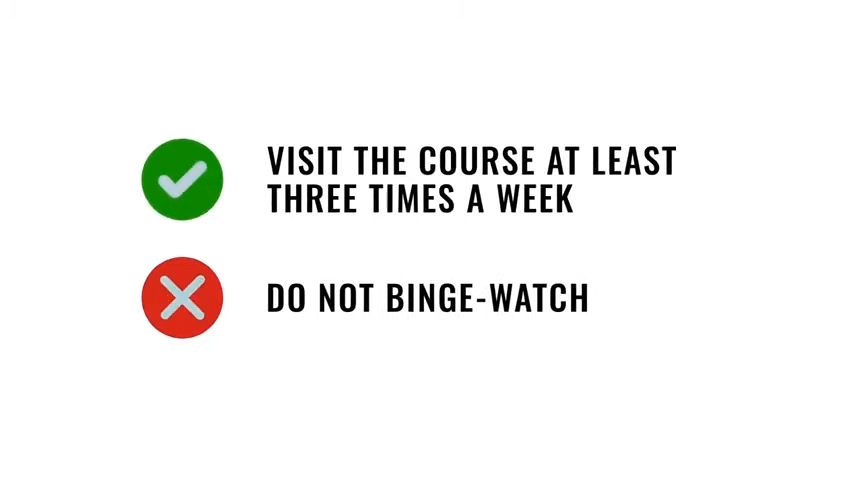 VISIT THE COURSE AT LEAST
THREE TIMES A WEEK
DO NOT BINGE-WATCH